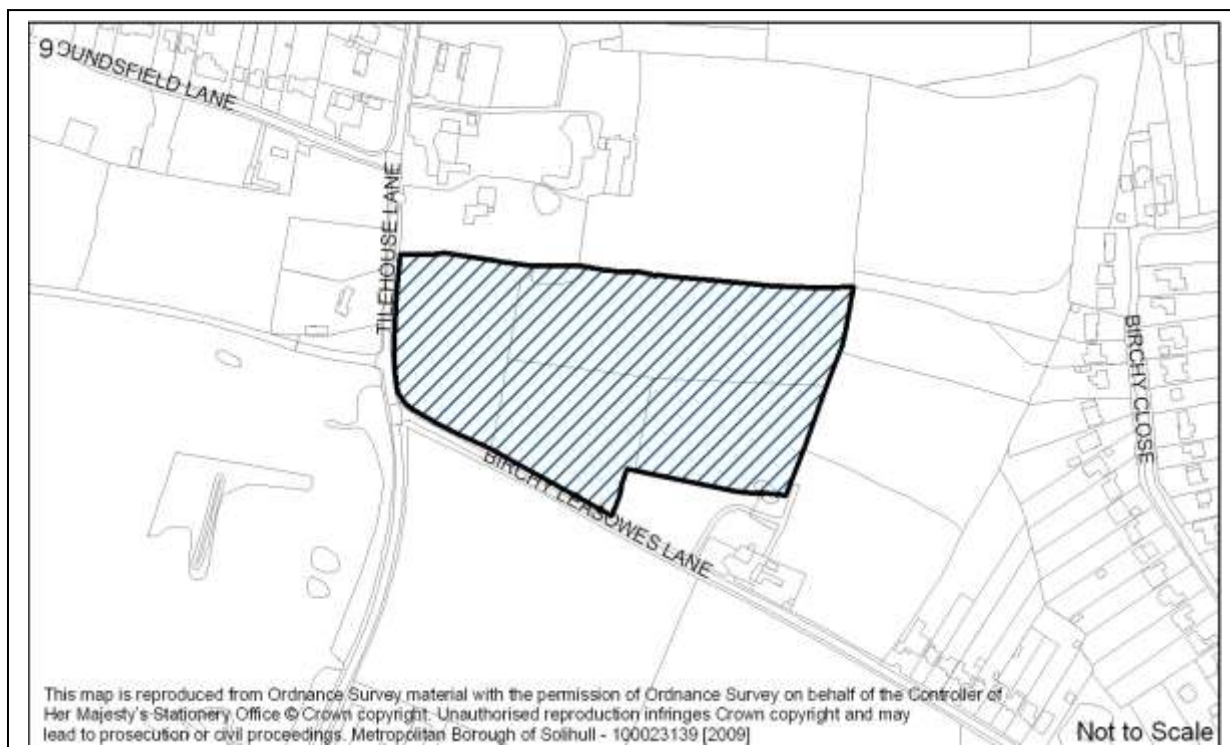 9
OUNDSFIELD LANE
TILEHOUSE LANE
BIRCHY CLOSE
BIRCHY LEASOWES LANE
This map is reproduced from Ordnance Survey material with the permission of Ordnance Survey on behalf of the Controller of
Her Majesty's Stationery Office © Crown copyright. Unauthorised reproduction infringes Crown copyright and may
lead to prosecution or civil proceedings. Metropolitan Borough of Solihull - 100023139 [2009]
Not to Scale